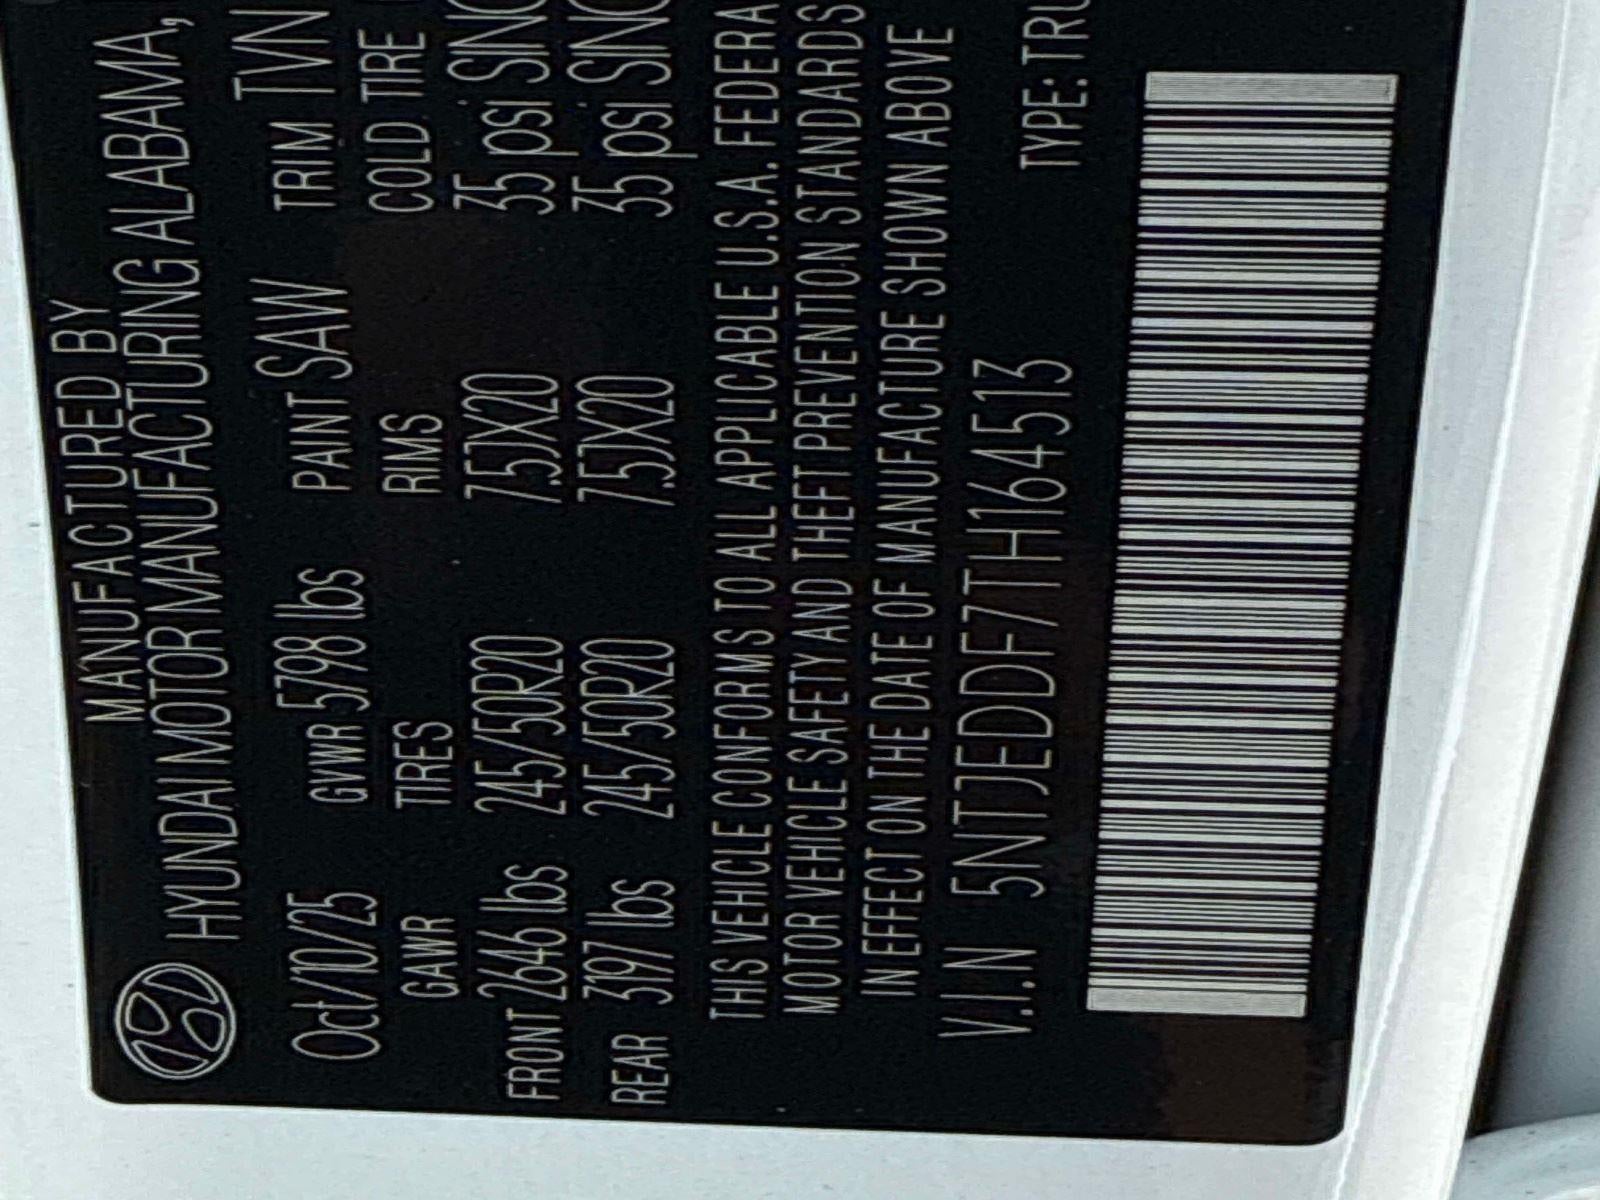 MANUFACTURED BY
HYUNDAI MOTOR MANUFACTURING ALABAMA,
Oct/10/25 GVWR 5798 lbs PAINT SAW TRIM TVN
GAWR TIRES RIMS COLD TIRE
FRONT 2646 lbs 245/50R20 7.5JX20 35 psi SING
REAR 3197 lbs 245/50R20 7.5JX20 35 psi SING
THIS VEHICLE CONFORMS TO ALL APPLICABLE U.S.A. FEDERA
MOTOR VEHICLE SAFETY AND THEFT PREVENTION STANDARDS
IN EFFECT ON THE DATE OF MANUFACTURE SHOWN ABOVE
V.I.N 5NTJEDDF7TH164513 TYPE: TRU